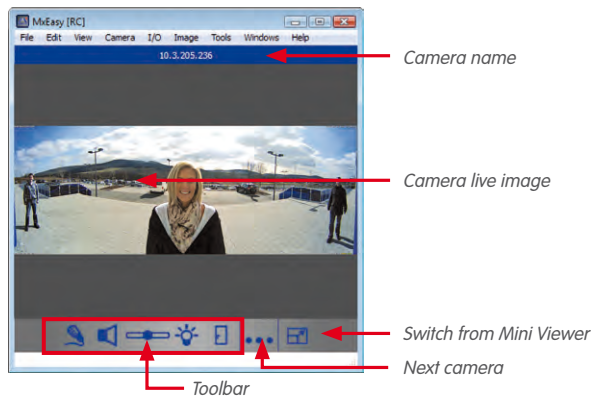 MxEasy [RC]
File Edit View Camera I/O Image Tools Windows Help
10.3.205.236
Camera name
Camera live image
Switch from Mini Viewer
Next camera
Toolbar